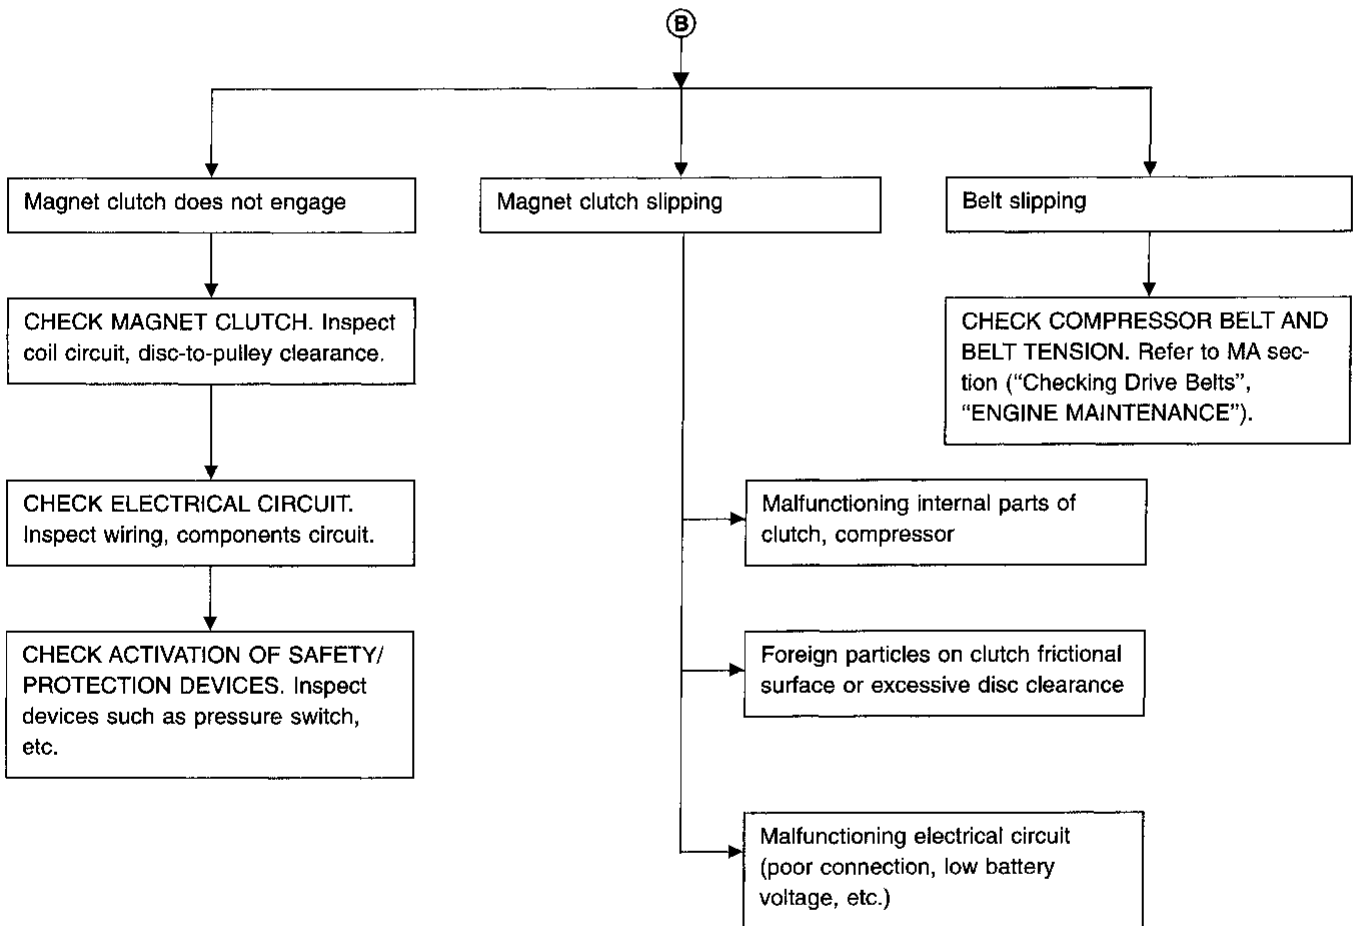 B
Magnet clutch does not engage
CHECK MAGNET CLUTCH. Inspect
coil circuit, disc-to-pulley clearance.
CHECK ELECTRICAL CIRCUIT.
Inspect wiring, components circuit.
CHECK ACTIVATION OF SAFETY/
PROTECTION DEVICES. Inspect
devices such as pressure switch,
etc.
Magnet clutch slipping
Malfunctioning internal parts of
clutch, compressor
Foreign particles on clutch frictional
surface or excessive disc clearance
Malfunctioning electrical circuit
(poor connection, low battery
voltage, etc.)
Belt slipping
CHECK COMPRESSOR BELT AND
BELT TENSION. Refer to MA sec-
tion (“Checking Drive Belts”,
“ENGINE MAINTENANCE”).